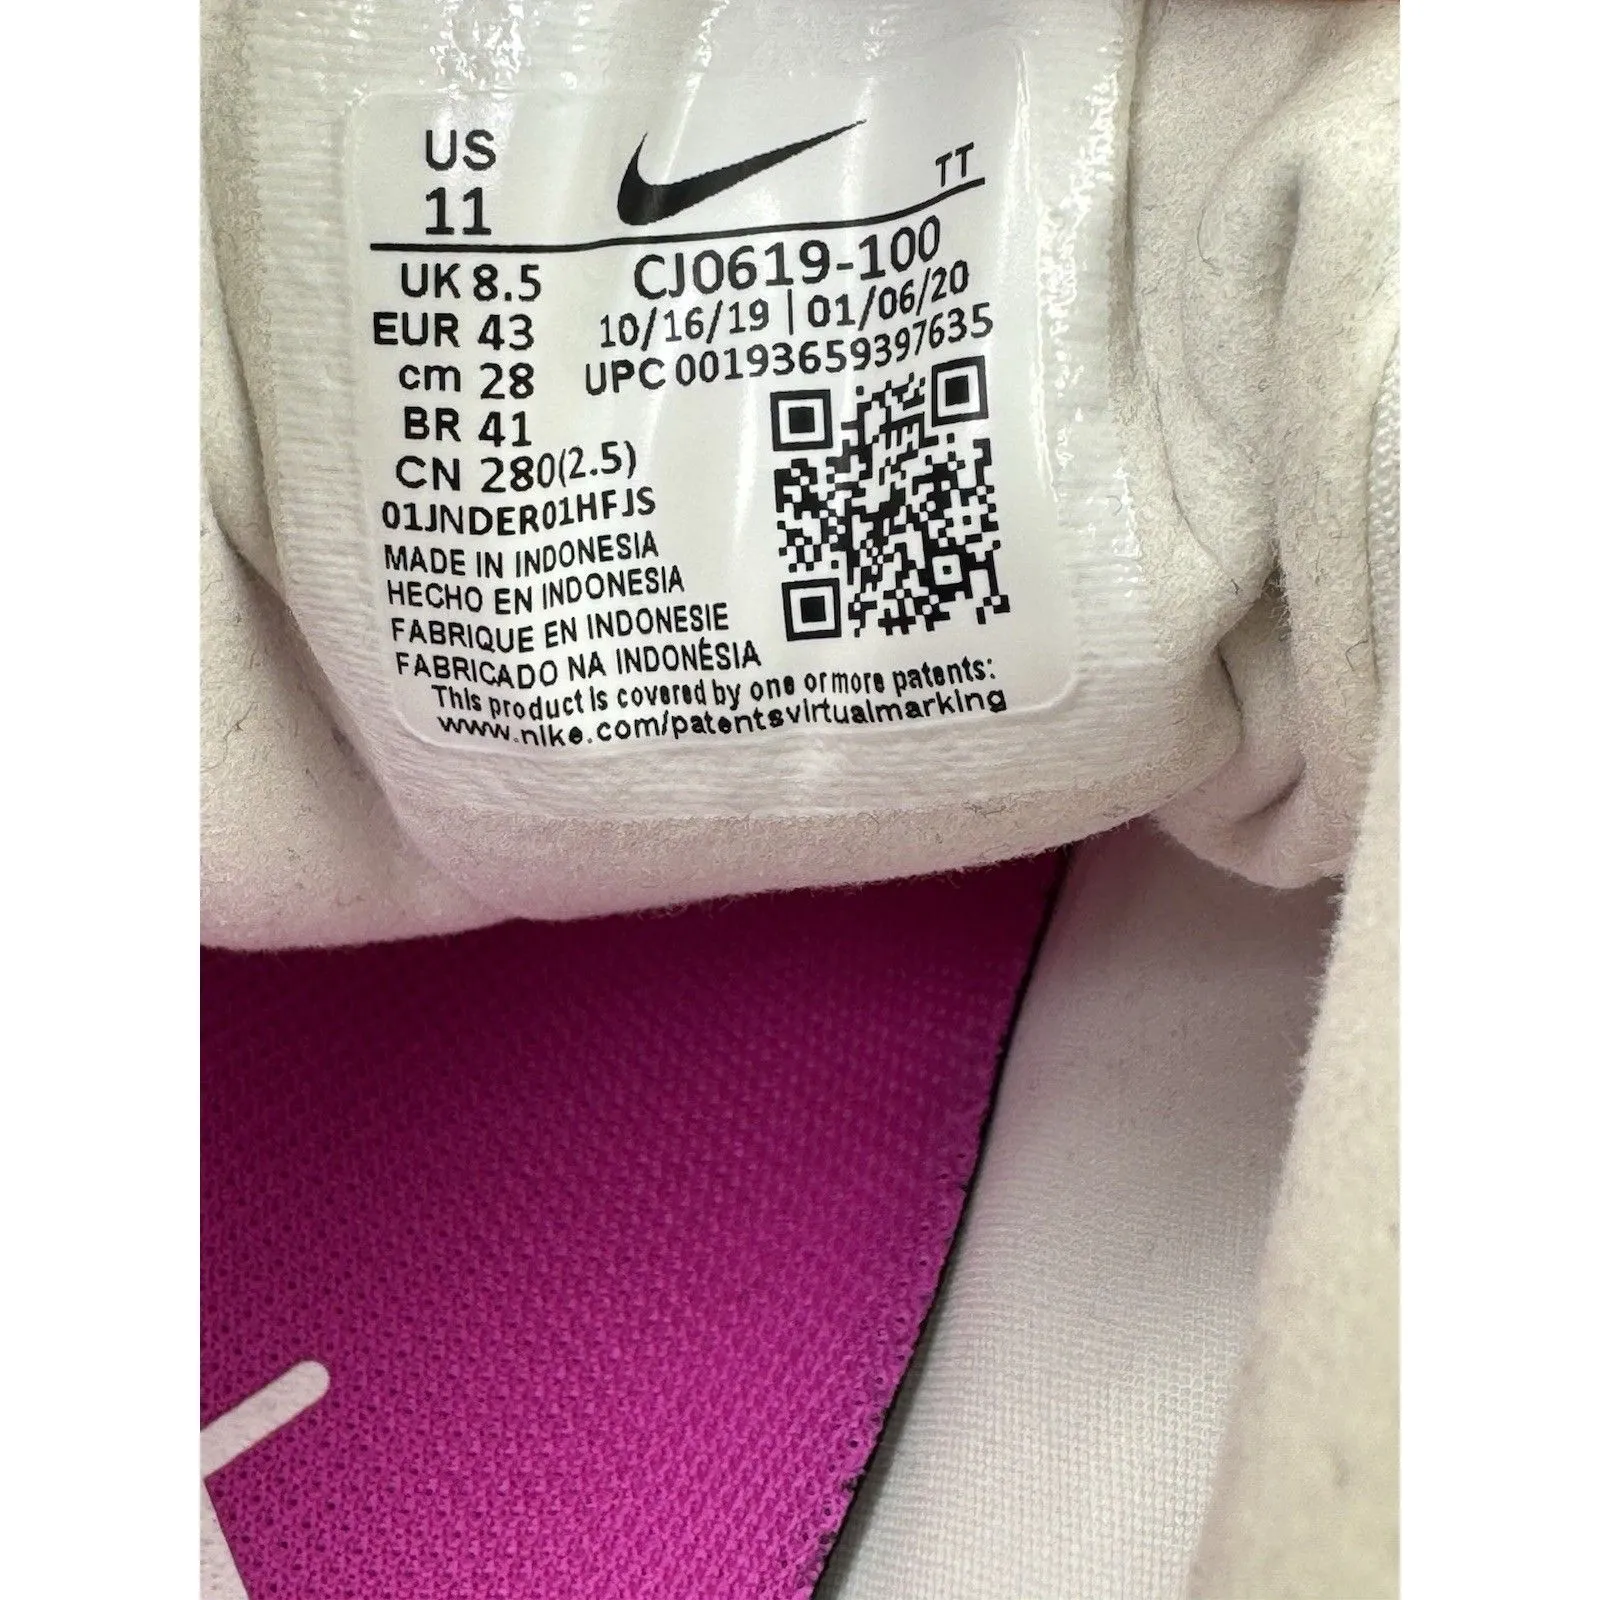 US
11
TT
UK 8.5
EUR 43
cm 28
BR 41
CN 280(2.5)
CJ0619-100
10/16/19 | 01/06/20
UPC 00193659397635
01JNDER01HFJS
MADE IN INDONESIA
HECHO EN INDONESIA
FABRIQUE EN INDONESIE
FABRICADO NA INDONÉSIA
This product is covered by one or more patents:
www.nike.com/patentsvirtualmarking